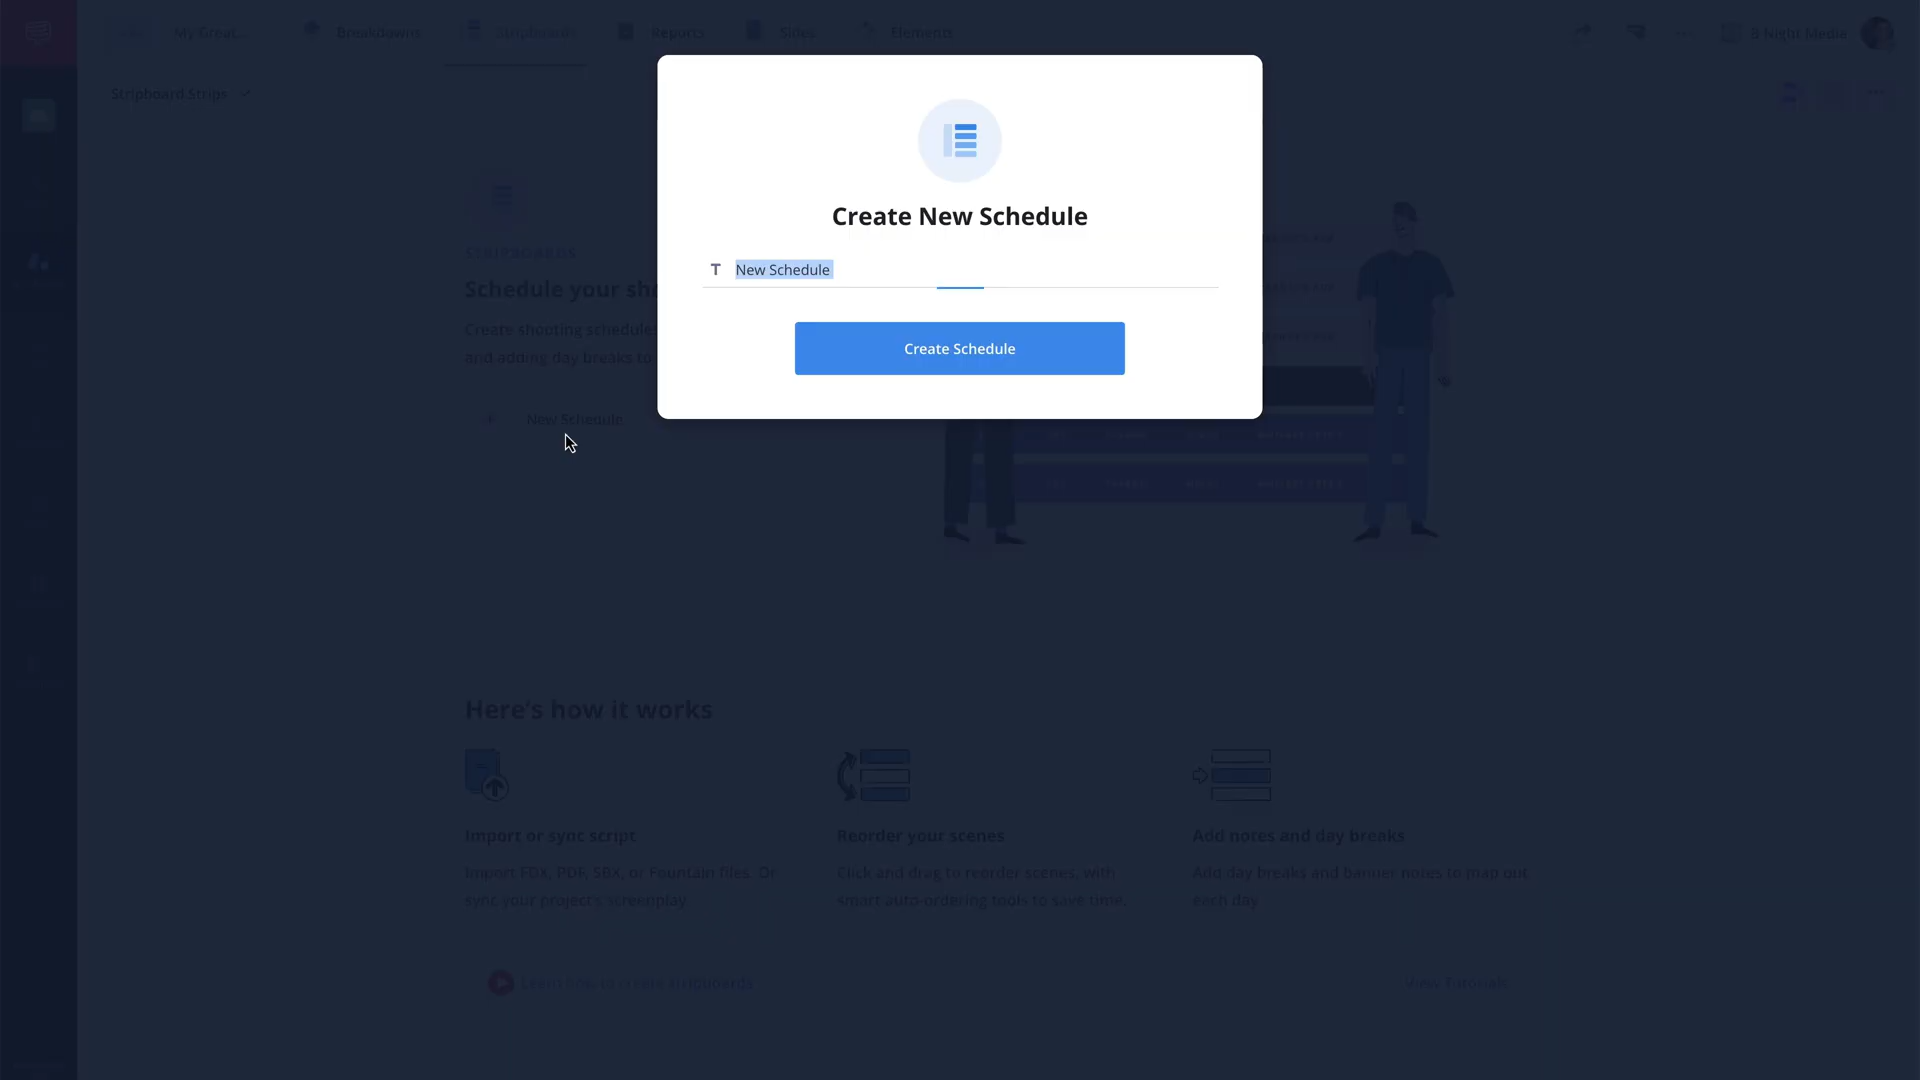 My Great...
Breakdowns
Stripboards
Reports
Sides
Elements
8 Night Media
Stripboard Strips
Create New Schedule
T New Schedule
Create Schedule
STRIPBOARDS
Schedule your sho
Create shooting schedules
and adding day breaks to
+ New Schedule
Here's how it works
Import or sync script
Import FDX, PDF, SBX, or Fountain files. Or
sync your project's screenplay.
Reorder your scenes
Click and drag to reorder scenes, with
smart auto-ordering tools to save time.
Add notes and day breaks
Add day breaks and banner notes to map out
each day
Learn how to create stripboards
View Tutorials